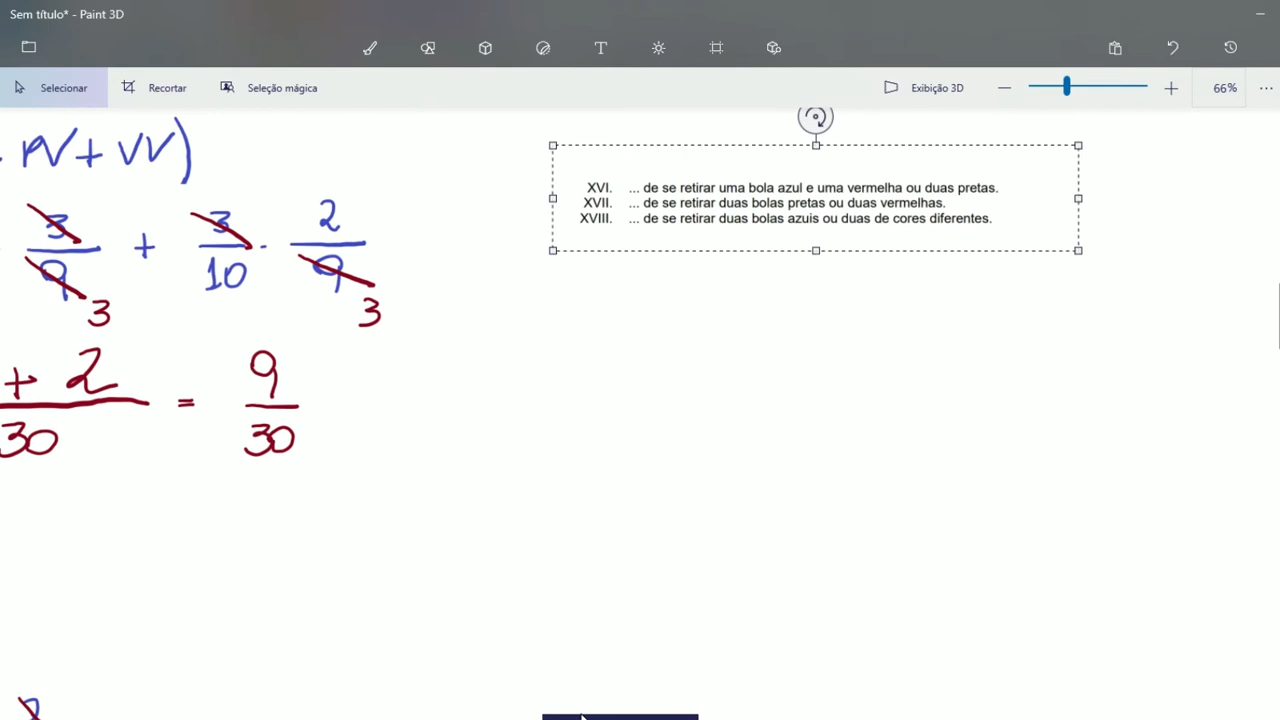 Sem título* - Paint 3D
Selecionar
Recortar
Seleção mágica
Exibição 3D
66%
PV + VV)
XVI. ... de se retirar uma bola azul e uma vermelha ou duas pretas.
XVII. ... de se retirar duas bolas pretas ou duas vermelhas.
XVIII. ... de se retirar duas bolas azuis ou duas de cores diferentes.
3 + 3 . 2
9 10 9
3 3
+ 2 = 9
30 30